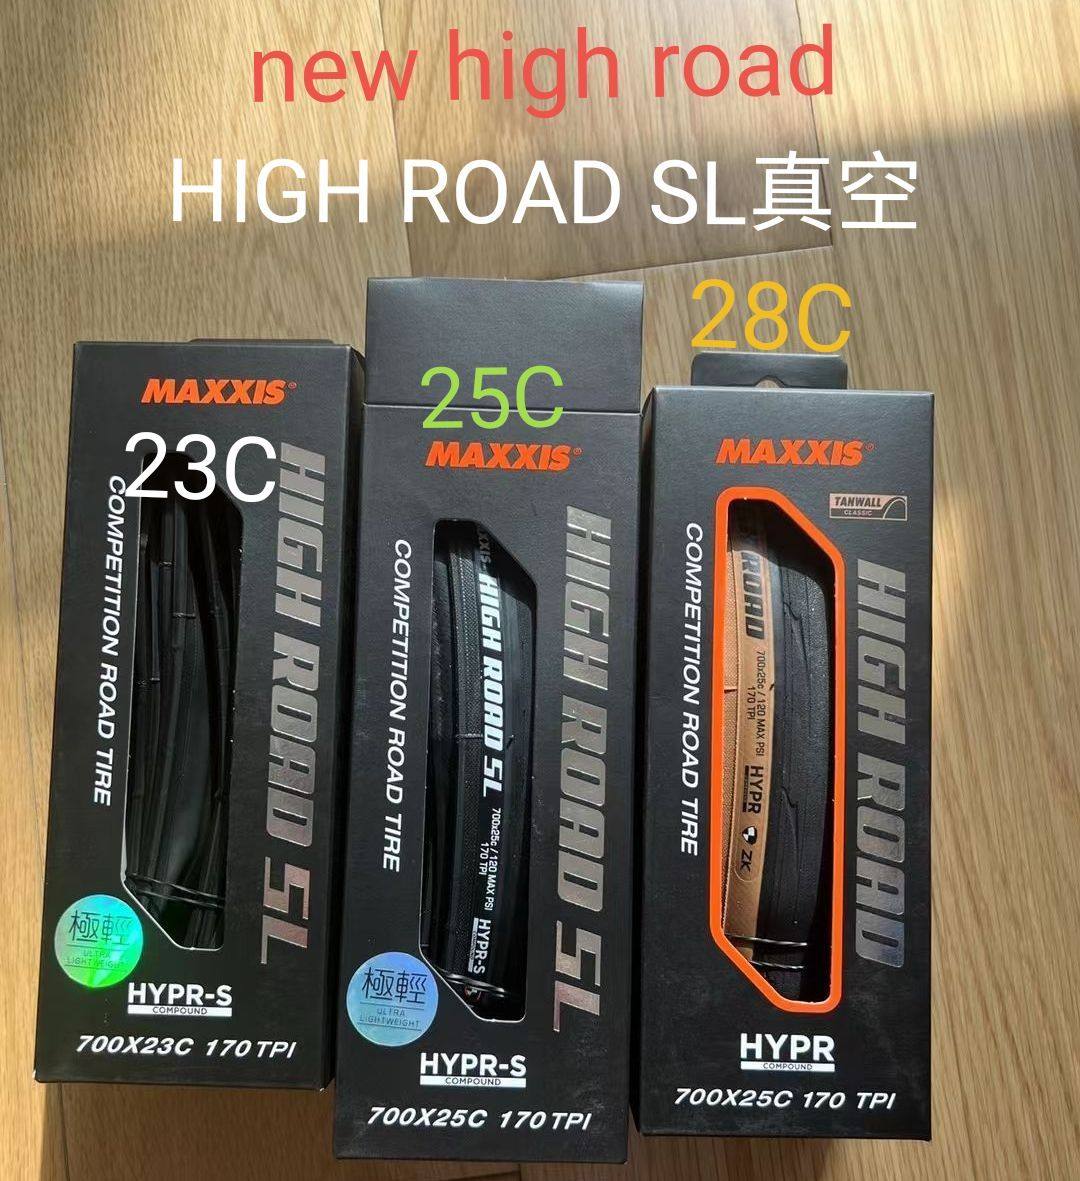 new high road
HIGH ROAD SL真空
28C
25C
23C
MAXXIS®
HIGH ROAD SL
COMPETITION ROAD TIRE
極輕
ULTRA
LIGHTWEIGHT
HYPR-S
COMPOUND
700X23C 170 TPI
MAXXIS®
HIGH ROAD SL
COMPETITION ROAD TIRE
XXIS
HIGH ROAD SL
700x25c / 120 MAX PSI
170 TPI
HYPR-S
極輕
ULTRA
LIGHTWEIGHT
HYPR-S
COMPOUND
700X25C 170 TPI
MAXXIS®
TANWALL
CLASSIC
HIGH ROAD
COMPETITION ROAD TIRE
ROAD
700x25c / 120 MAX PSI
170 TPI
HYPR
ZK
HYPR
COMPOUND
700X25C 170 TPI